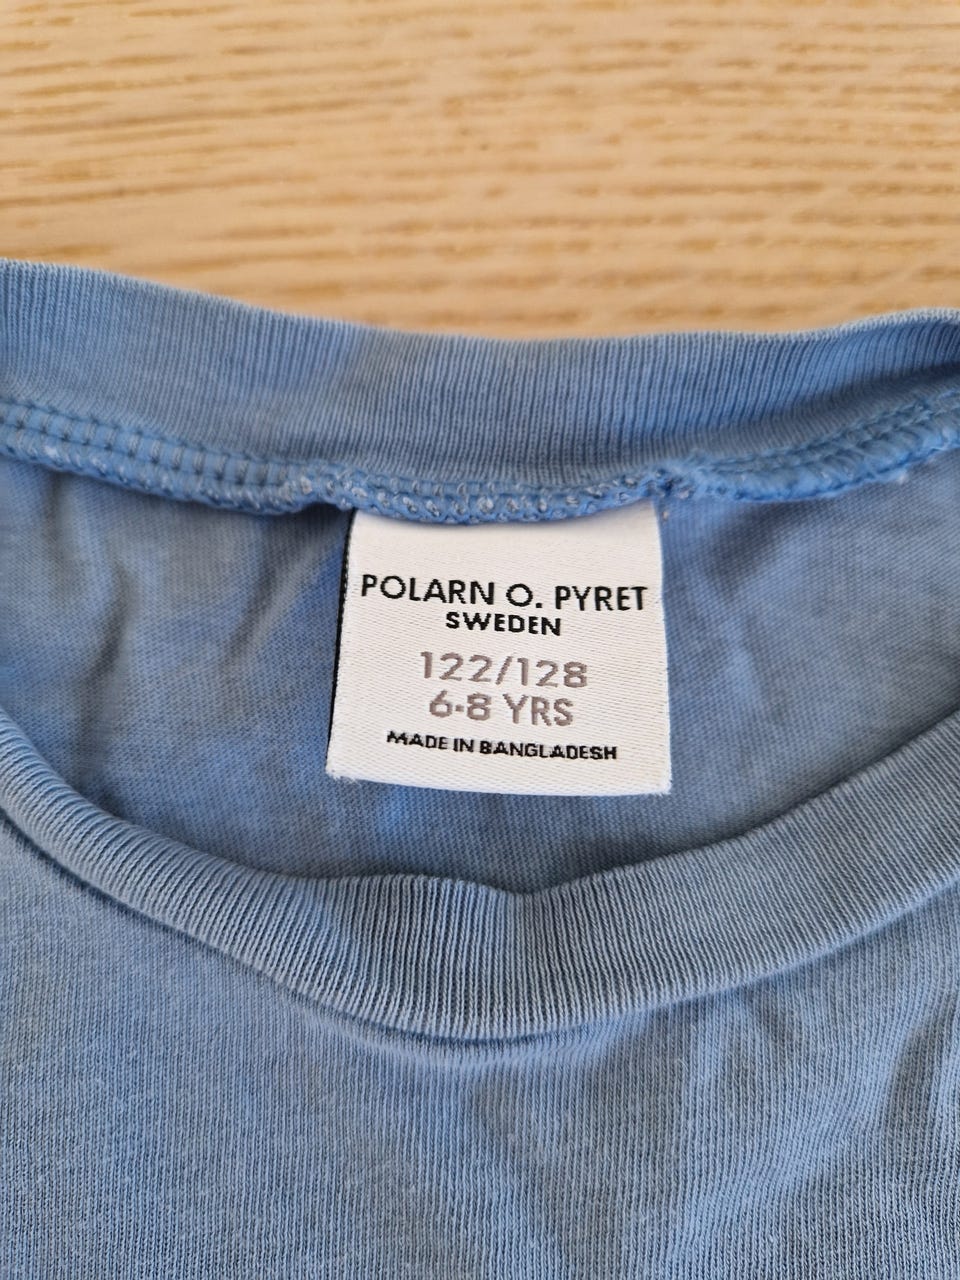 POLARN O. PYRET
SWEDEN
122/128
6-8 YRS
MADE IN BANGLADESH